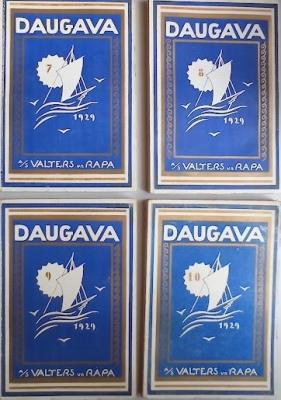 DAUGAVA
7
1929
A/S VALTERS UN RAPA
DAUGAVA
8
1929
A/S VALTERS UN RAPA
DAUGAVA
9
1929
A/S VALTERS UN RAPA
DAUGAVA
10
1929
A/S VALTERS UN RAPA